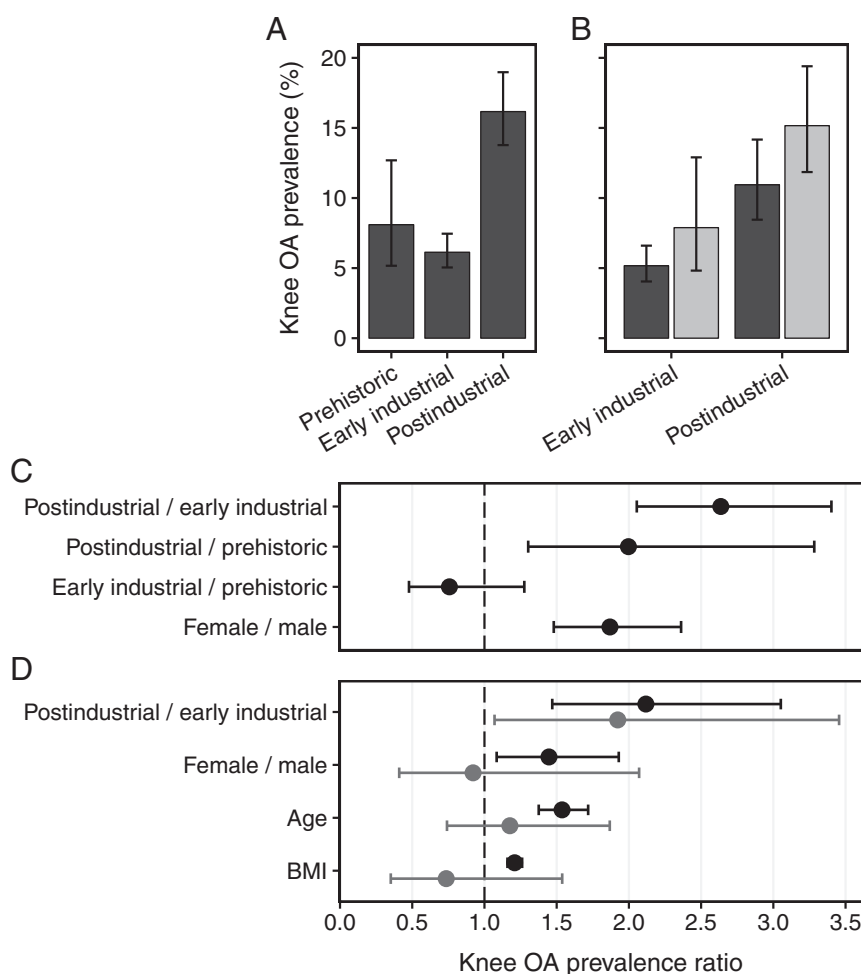 A
B
Knee OA prevalence (%)
20
15
10
5
0
Prehistoric
Early industrial
Postindustrial
Early industrial
Postindustrial
C
Postindustrial / early industrial
Postindustrial / prehistoric
Early industrial / prehistoric
Female / male
D
Postindustrial / early industrial
Female / male
Age
BMI
0.0 0.5 1.0 1.5 2.0 2.5 3.0 3.5
Knee OA prevalence ratio